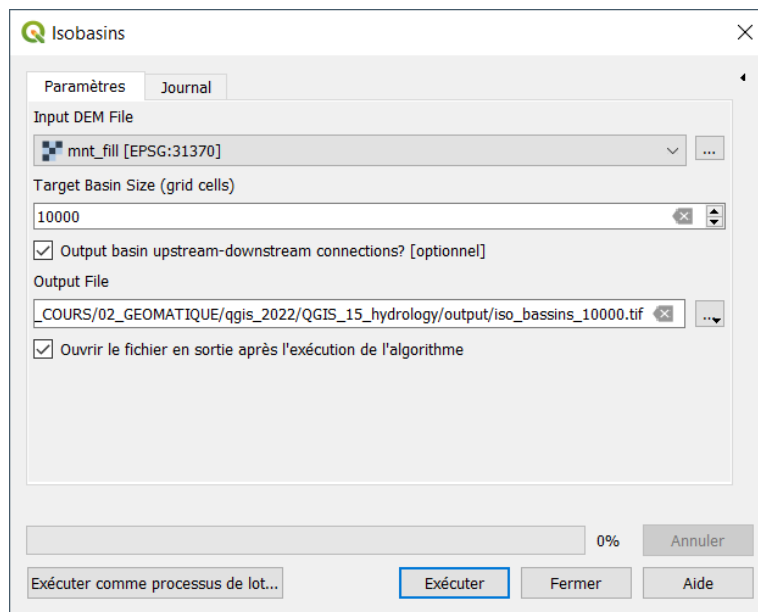 Isobasins
Paramètres Journal
Input DEM File
mnt_fill [EPSG:31370]
...
Target Basin Size (grid cells)
10000
Output basin upstream-downstream connections? [optionnel]
Output File
_COURS/02_GEOMATIQUE/qgis_2022/QGIS_15_hydrology/output/iso_bassins_10000.tif
...
Ouvrir le fichier en sortie après l'exécution de l'algorithme
0% Annuler
Exécuter comme processus de lot... Exécuter Fermer Aide